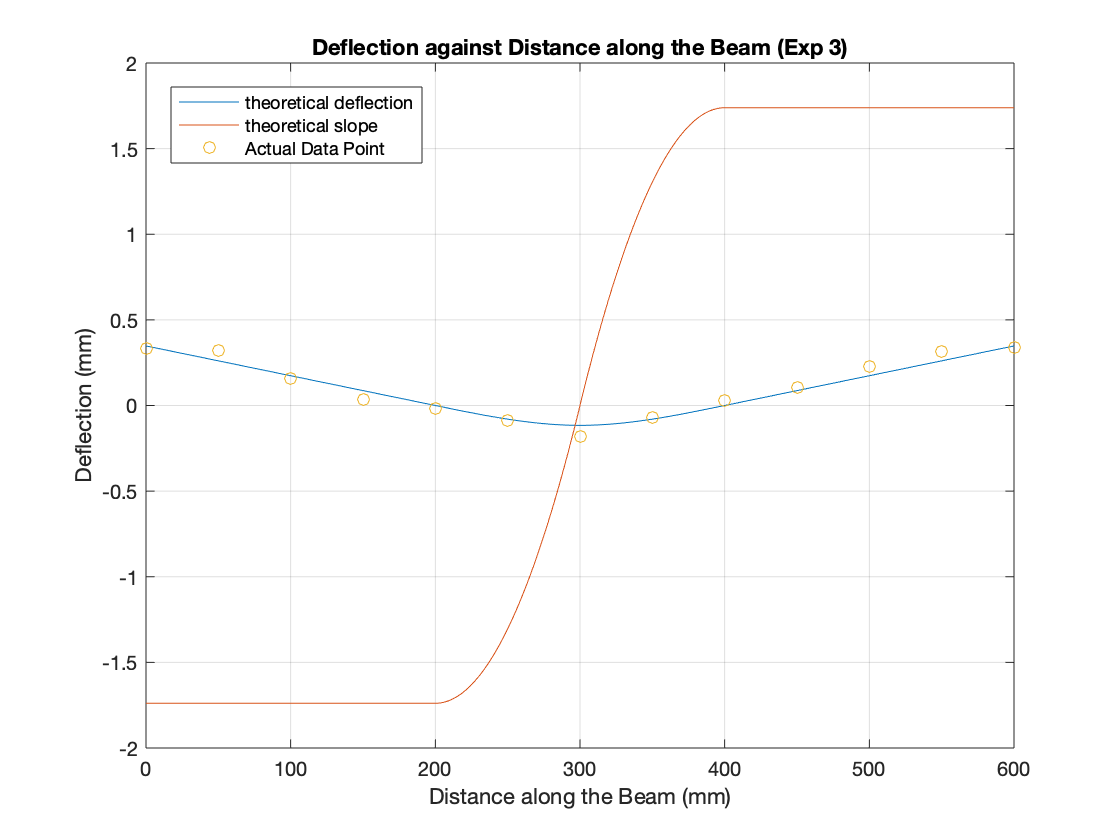 Deflection against Distance along the Beam (Exp 3)
theoretical deflection
theoretical slope
Actual Data Point
2
1.5
1
0.5
0
-0.5
-1
-1.5
-2
Deflection (mm)
0 100 200 300 400 500 600
Distance along the Beam (mm)